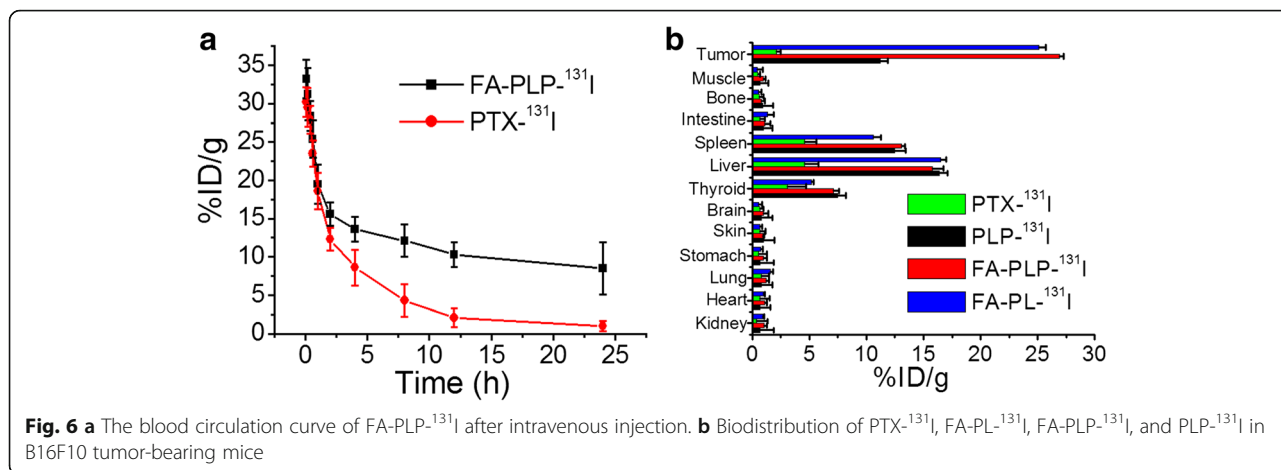 a
%ID/g
35
30
25
20
15
10
5
0
FA-PLP-¹³¹I
PTX-¹³¹I
0 5 10 15 20 25
Time (h)
b
Tumor
Muscle
Bone
Intestine
Spleen
Liver
Thyroid
Brain
Skin
Stomach
Lung
Heart
Kidney
PTX-¹³¹I
PLP-¹³¹I
FA-PLP-¹³¹I
FA-PL-¹³¹I
0 5 10 15 20 25 30
%ID/g
Fig. 6 a The blood circulation curve of FA-PLP-¹³¹I after intravenous injection. b Biodistribution of PTX-¹³¹I, FA-PL-¹³¹I, FA-PLP-¹³¹I, and PLP-¹³¹I in
B16F10 tumor-bearing mice